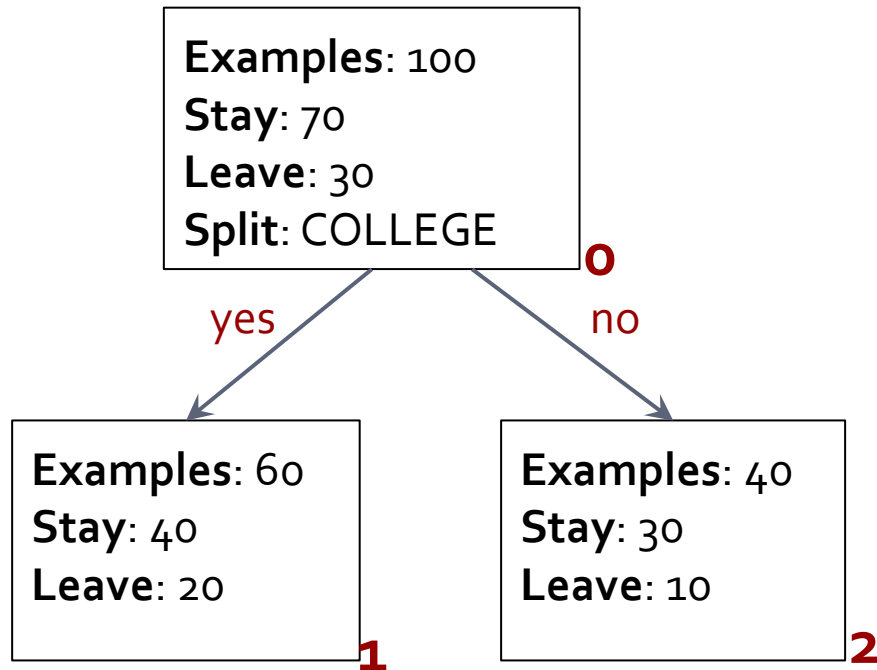 Examples: 100
Stay: 70
Leave: 30
Split: COLLEGE
0
yes
no
Examples: 60
Stay: 40
Leave: 20
1
Examples: 40
Stay: 30
Leave: 10
2